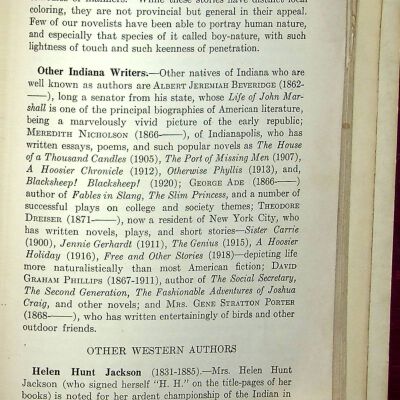 coloring, they are not provincial but general in their appeal.
Few of our novelists have been able to portray human nature,
and especially that species of it called boy-nature, with such
lightness of touch and such keenness of penetration.
Other Indiana Writers.—Other natives of Indiana who are
well known as authors are ALBERT JEREMIAH BEVERIDGE (1862-
——), long a senator from his state, whose Life of John Mar-
shall is one of the principal biographies of American literature,
being a marvelously vivid picture of the early republic;
MEREDITH NICHOLSON (1866-——), of Indianapolis, who has
written essays, poems, and such popular novels as The House
of a Thousand Candles (1905), The Port of Missing Men (1907),
A Hoosier Chronicle (1912), Otherwise Phyllis (1913), and,
Blacksheep! Blacksheep! (1920); GEORGE ADE (1866-——)
author of Fables in Slang, The Slim Princess, and a number of
successful plays on college and society themes; THEODORE
DREISER (1871-——), now a resident of New York City, who
has written novels, plays, and short stories—Sister Carrie
(1900), Jennie Gerhardt (1911), The Genius (1915), A Hoosier
Holiday (1916), Free and Other Stories (1918)—depicting life
more naturalistically than most American fiction; DAVID
GRAHAM PHILLIPS (1867-1911), author of The Social Secretary,
The Second Generation, The Fashionable Adventures of Joshua
Craig, and other novels; and MRS. GENE STRATTON PORTER
(1868-——), who has written entertainingly of birds and other
outdoor friends.
OTHER WESTERN AUTHORS
Helen Hunt Jackson (1831-1885).—Mrs. Helen Hunt
Jackson (who signed herself "H. H." on the title-pages of her
books) is noted for her ardent championship of the Indian in